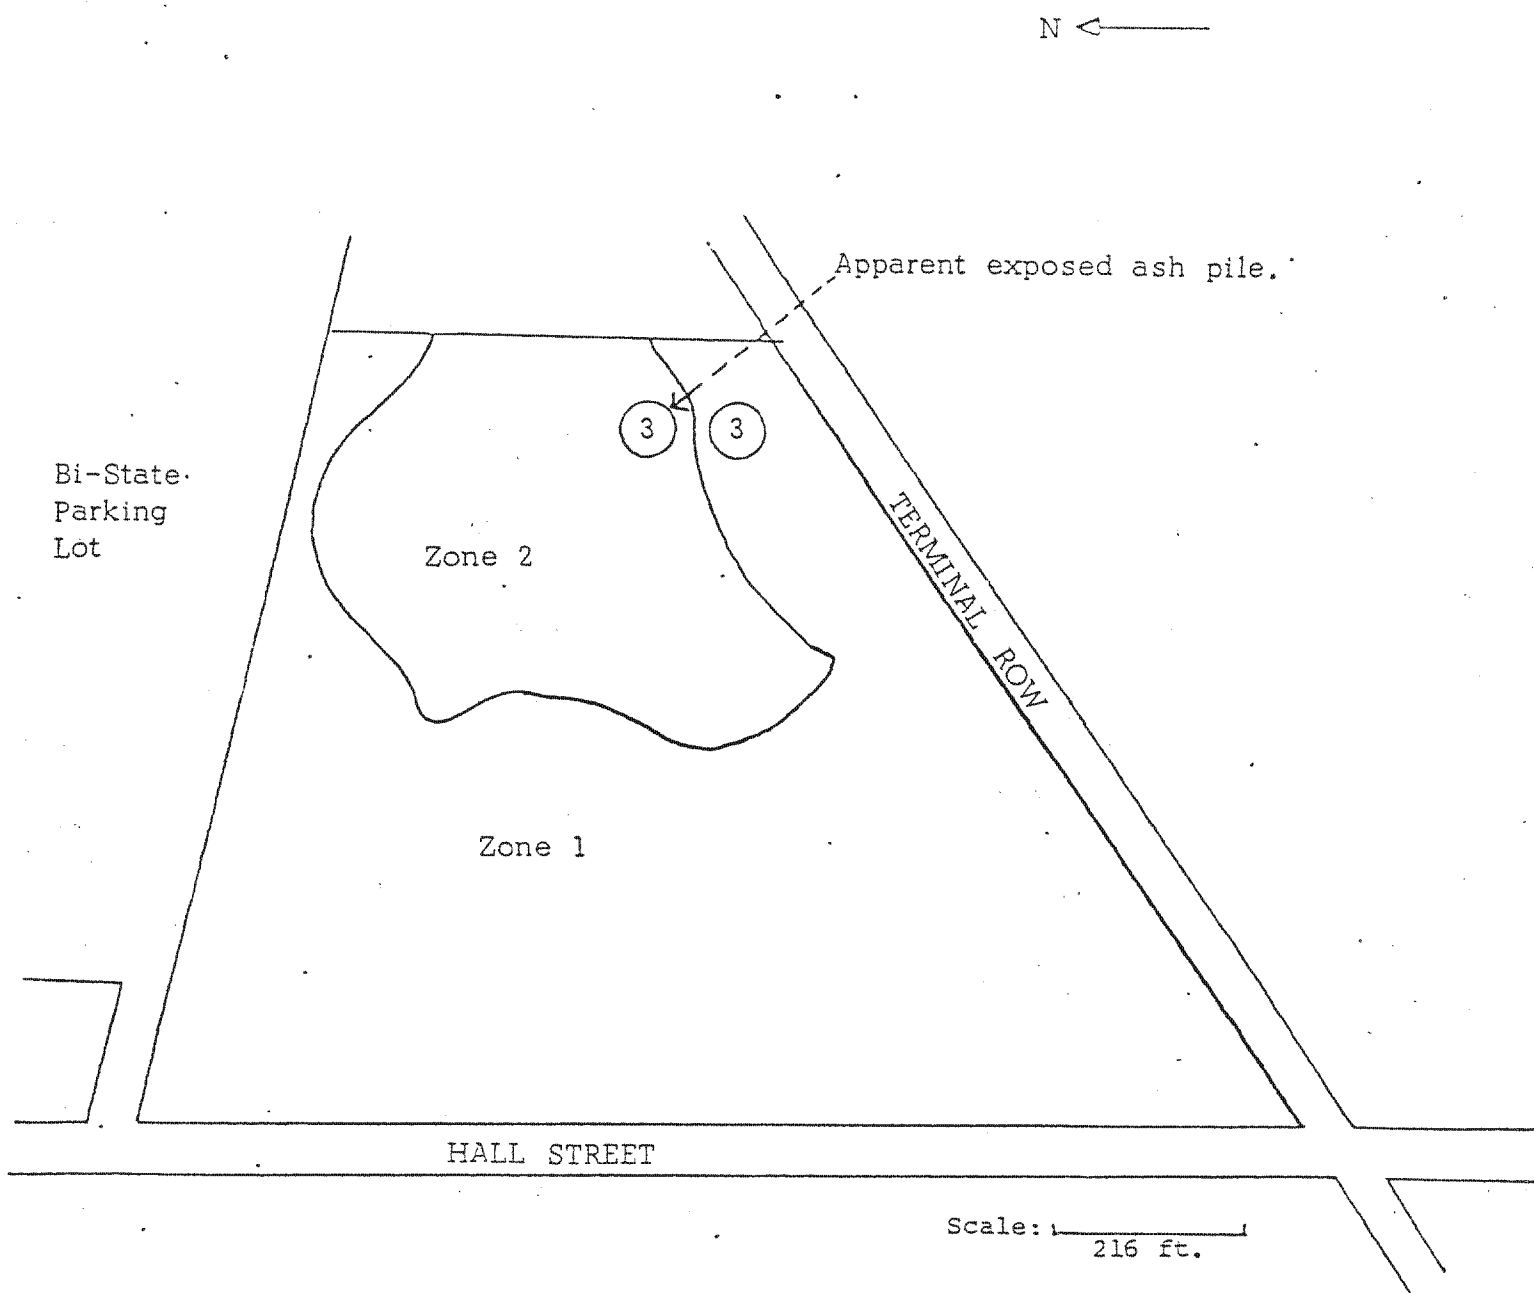 N
Apparent exposed ash pile.
3
3
Bi-State
Parking
Lot
Zone 2
TERMINAL ROW
Zone 1
HALL STREET
Scale:
216 ft.